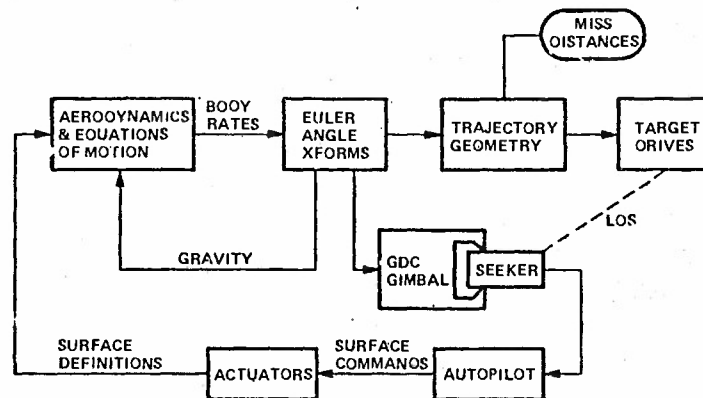 MISS
OISTANCES
AEROOYNAMICS
& EOUATIONS
OF MOTION
BOOY
RATES
EULER
ANGLE
XFORMS
TRAJECTORY
GEOMETRY
TARGET
ORIVES
LOS
GRAVITY
GDC
GIMBAL
SEEKER
SURFACE
DEFINITIONS
ACTUATORS
SURFACE
COMMANOS
AUTOPILOT